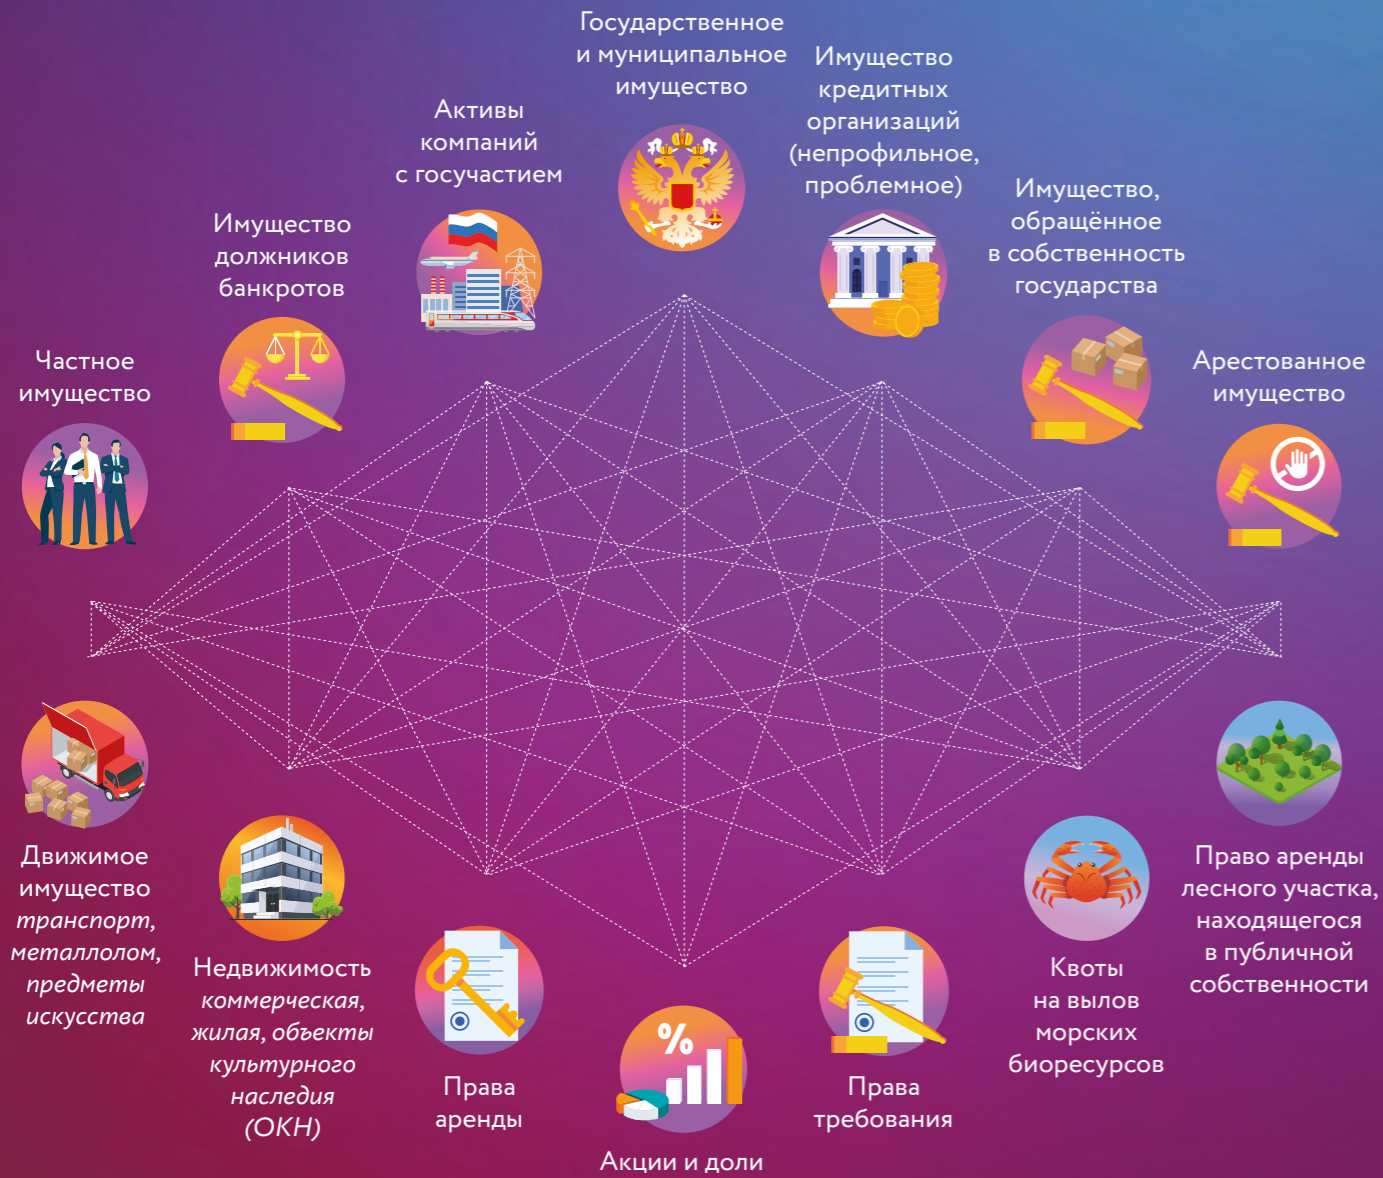 Государственное
и муниципальное
имущество
Имущество
кредитных
организаций
(непрофильное,
проблемное)
Активы
компаний
с госучастием
Имущество,
обращённое
в собственность
государства
Имущество
должников
банкротов
Частное
имущество
Арестованное
имущество
Движимое
имущество
транспорт,
металлолом,
предметы
искусства
Недвижимость
коммерческая,
жилая, объекты
культурного
наследия
(ОКН)
Права
аренды
%
Акции и доли
Права
требования
Квоты
на вылов
морских
биоресурсов
Право аренды
лесного участка,
находящегося
в публичной
собственности